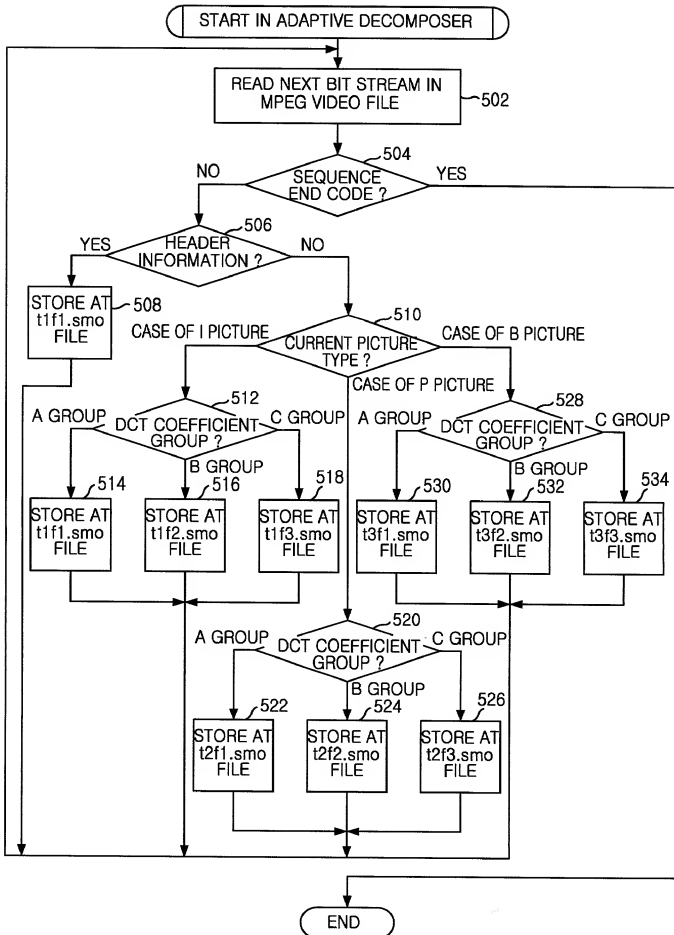 START IN ADAPTIVE DECOMPOSER
READ NEXT BIT STREAM IN
MPEG VIDEO FILE
502
504
NO
SEQUENCE
END CODE ?
YES
506
YES
HEADER
INFORMATION ?
NO
STORE AT
t1f1.smo
FILE
508
510
CASE OF I PICTURE
CURRENT PICTURE
TYPE ?
CASE OF B PICTURE
CASE OF P PICTURE
512
A GROUP
DCT COEFFICIENT
GROUP ?
C GROUP
B GROUP
528
A GROUP
DCT COEFFICIENT
GROUP ?
C GROUP
B GROUP
514
STORE AT
t1f1.smo
FILE
516
STORE AT
t1f2.smo
FILE
518
STORE AT
t1f3.smo
FILE
530
STORE AT
t3f1.smo
FILE
532
STORE AT
t3f2.smo
FILE
534
STORE AT
t3f3.smo
FILE
520
A GROUP
DCT COEFFICIENT
GROUP ?
C GROUP
B GROUP
522
STORE AT
t2f1.smo
FILE
524
STORE AT
t2f2.smo
FILE
526
STORE AT
t2f3.smo
FILE
END